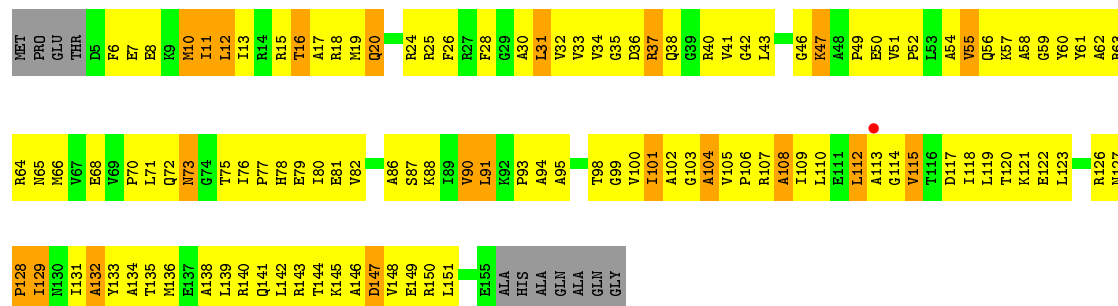 MET PRO GLU THR D5 F6 E7 E8 K9 M10 I11 L12 I13 R14 R15 T16 A17 R18 M19 Q20 R24 R25 F26 R27 F28 G29 A30 L31 V32 V33 V34 G35 D36 R37 Q38 G39 R40 V41 G42 L43 G46 K47 A48 P49 E50 V51 P52 L53 A54 V55 Q56 K57 A58 G59 Y60 Y61 A62 R63
R64 N65 M66 V67 E68 V69 P70 L71 Q72 N73 G74 T75 I76 P77 H78 E79 I80 E81 V82 A86 S87 K88 I89 V90 L91 K92 P93 A94 A95 T98 G99 V100 I101 A102 G103 A104 V105 P106 R107 A108 I109 L110 E111 L112 A113 G114 V115 T116 D117 I118 L119 T120 K121 E122 L123 R126 N127
P128 I129 N130 I131 A132 Y133 A134 T135 M136 E137 A138 L139 R140 Q141 L142 R143 T144 K145 A146 D147 V148 E149 R150 L151 E155 ALA HIS ALA GLN ALA GLN GLY